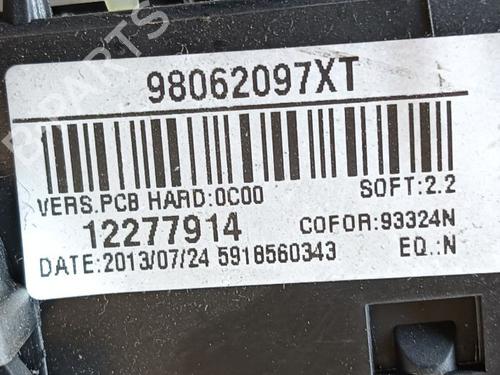 98062097XT
VERS.PCB HARD:0C00 SOFT:2.2
12277914 COFOR:93324N
DATE:2013/07/24 5918560343 EQ.:N